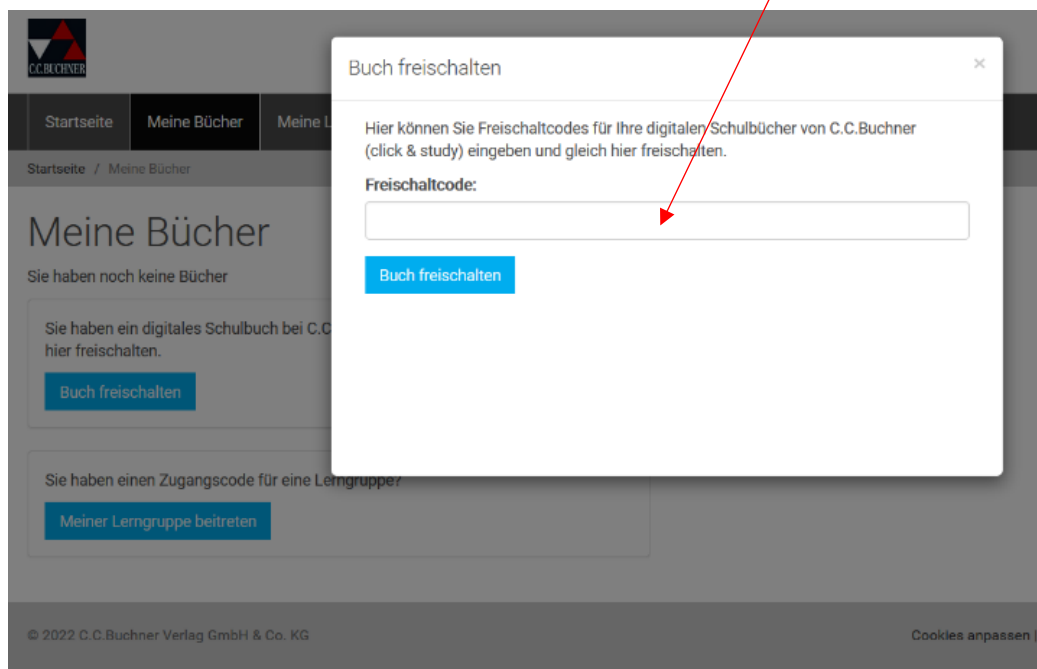 C.C.BUCHNER
Startseite
Meine Bücher
Meine L
Startseite / Meine Bücher
Meine Bücher
Sie haben noch keine Bücher
Sie haben ein digitales Schulbuch bei C.C
hier freischalten.
Buch freischalten
Sie haben einen Zugangscode für eine Lerngruppe?
Meiner Lerngruppe beitreten
Buch freischalten
×
Hier können Sie Freischaltcodes für Ihre digitalen Schulbücher von C.C.Buchner
(click & study) eingeben und gleich hier freischalten.
Freischaltcode:
Buch freischalten
© 2022 C.C.Buchner Verlag GmbH & Co. KG
Cookies anpassen |